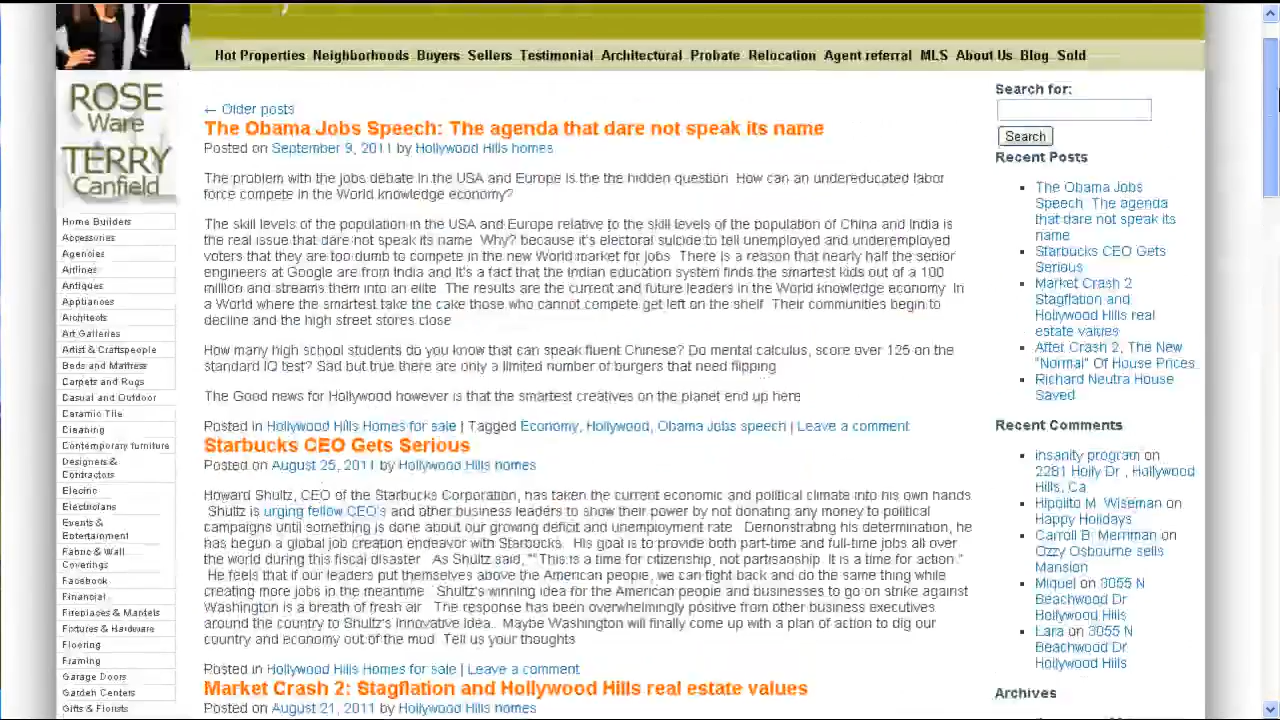 Hot Properties Neighborhoods Buyers Sellers Testimonial Architectural Probate Relocation Agent referral MLS About Us Blog Sold
ROSE
Ware
TERRY
Canfield
Home Builders
Accessories
Agencies
Airlines
Antiques
Appliances
Architects
Art Galleries
Artist & Craftspeople
Beds and Mattress
Carpets and Rugs
Casual and Outdoor
Ceramic Tile
Cleaning
Contemporary furniture
Designers &
Contractors
Electric
Electricians
Events &
Entertainment
Fabric & Wall
Coverings
Facebook
Financial
Fireplaces & Mantels
Fixtures & Hardware
Flooring
Framing
Garage Doors
Garden Centers
Gifts & Florists
← Older posts
The Obama Jobs Speech: The agenda that dare not speak its name
Posted on September 9, 2011 by Hollywood Hills homes
The problem with the jobs debate in the USA and Europe is the the hidden question How can an undereducated labor
force compete in the World knowledge economy?
The skill levels of the population in the USA and Europe relative to the skill levels of the population of China and India is
the real issue that dare not speak its name Why? because it's electoral suicide to tell unemployed and underemployed
voters that they are too dumb to compete in the new World market for jobs There is a reason that nearly half the senior
engineers at Google are from India and it's a fact that the Indian education system finds the smartest kids out of a 100
million and streams them to an elite The results are the current and future leaders in the World knowledge economy In
a World where the smartest take the cake those who cannot compete get left on the shelf Their communities begin to
decline and the high street stores close
How many high school students do you know that can speak fluent Chinese? Do mental calculus, score over 125 on the
standard IQ test? Sad but true there are only a limited number of burgers that need flipping
The Good news for Hollywood however is that the smartest creatives on the planet end up here
Posted in Hollywood Hills Homes for sale | Tagged Economy, Hollywood, Obama Jobs speech | Leave a comment
Starbucks CEO Gets Serious
Posted on August 25, 2011 by Hollywood Hills homes
Howard Shultz, CEO of the Starbucks Corporation, has taken the current economic and political climate into his own hands
Shultz is urging fellow CEO's and other business leaders to show their power by not donating any money to political
campaigns until something is done about our growing deficit and unemployment rate Demonstrating his determination, he
has begun a global job creation endeavor with Starbucks. His goal is to provide both part-time and full-time jobs all over
the world during this fiscal disaster As Shultz said, ""This is a time for citizenship, not partisanship It is a time for action."
He feels that if our leaders put themselves above the American people, we can fight back and do the same thing while
creating more jobs in the meantime Shultz's winning idea for the American people and businesses to go on strike against
Washington is a breath of fresh air The response has been overwhelmingly positive from other business executives
around the country to Shultz's innovative idea. Maybe Washington will finally come up with a plan of action to dig our
country and economy out of the mud Tell us your thoughts
Posted in Hollywood Hills Homes for sale | Leave a comment
Market Crash 2: Stagflation and Hollywood Hills real estate values
Posted on August 21, 2011 by Hollywood Hills homes
Search for:
Search
Recent Posts
The Obama Jobs
Speech The agenda
that dare not speak its
name
Starbucks CEO Gets
Serious
Market Crash 2
Stagflation and
Hollywood Hills real
estate values
After Crash 2, The New
"Normal" Of House Prices
Richard Neutra House
Saved
Recent Comments
insanity program on
2281 Holly Dr , Hollywood
Hills, Ca
Hipolito M. Wiseman on
Happy Holidays
Carroll B. Merriman on
Ozzy Osbourne sells
Mansion
Miquel on 3055 N
Beachwood Dr
Hollywood Hills
Lara on 3055 N
Beachwood Dr
Hollywood Hills
Archives